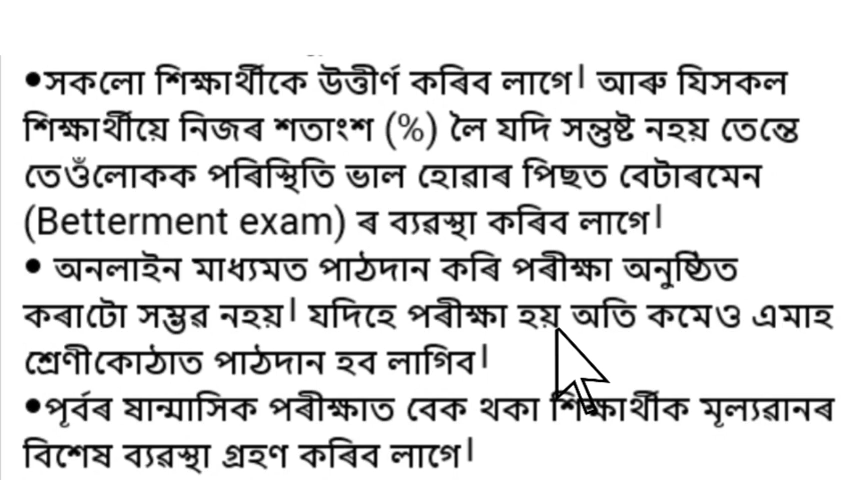 ●সকলো শিক্ষাৰ্থীকে উত্তীৰ্ণ কৰিব লাগে। আৰু যিসকল
শিক্ষাৰ্থীয়ে নিজৰ শতাংশ (%) লৈ যদি সন্তুষ্ট নহয় তেন্তে
তেওঁলোকক পৰিস্থিতি ভাল হোৱাৰ পিছত বেটাৰমেন
(Betterment exam) ৰ ব্যৱস্থা কৰিব লাগে।
● অনলাইন মাধ্যমত পাঠদান কৰি পৰীক্ষা অনুষ্ঠিত
কৰাটো সম্ভৱ নহয়। যদিহে পৰীক্ষা হয় অতি কমেও এমাহ
শ্ৰেণীকোঠাত পাঠদান হব লাগিব।
●পূৰ্বৰ ষান্মাসিক পৰীক্ষাত বেক থকা শিক্ষাৰ্থীক মূল্যৱানৰ
বিশেষ ব্যৱস্থা গ্ৰহণ কৰিব লাগে।